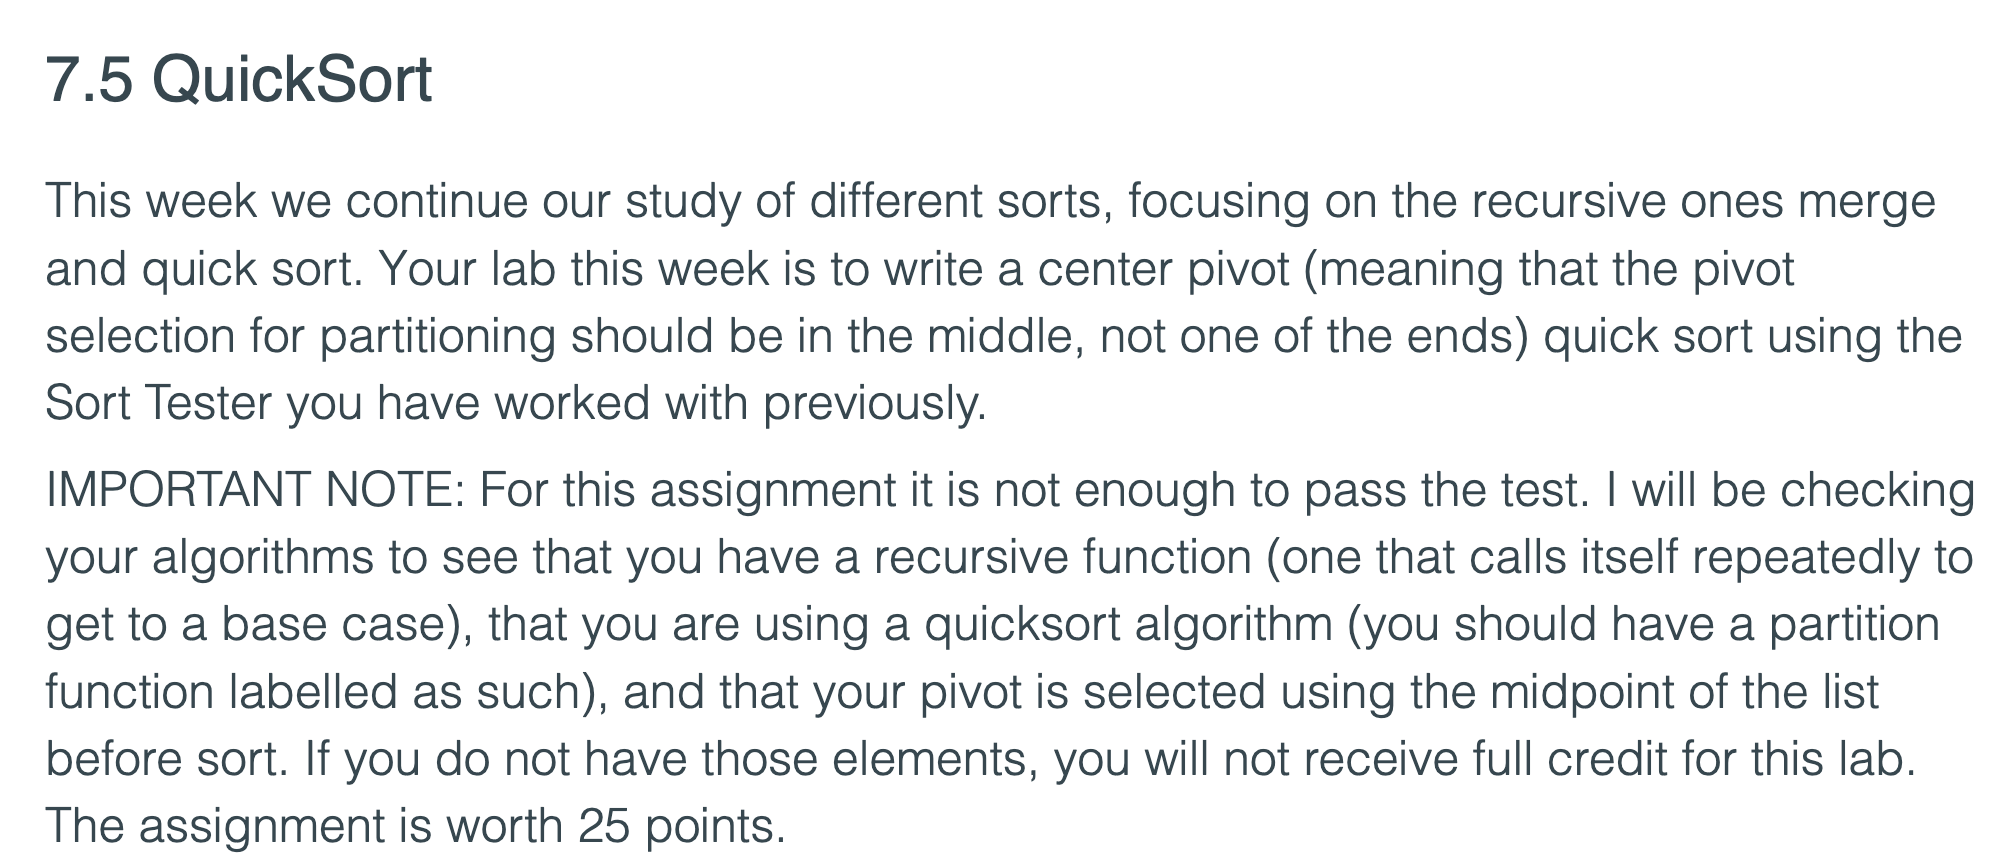 7.5 QuickSort
This week we continue our study of different sorts, focusing on the recursive ones merge
and quick sort. Your lab this week is to write a center pivot (meaning that the pivot
selection for partitioning should be in the middle, not one of the ends) quick sort using the
Sort Tester you have worked with previously.
IMPORTANT NOTE: For this assignment it is not enough to pass the test. I will be checking
your algorithms to see that you have a recursive function (one that calls itself repeatedly to
get to a base case), that you are using a quicksort algorithm (you should have a partition
function labelled as such), and that your pivot is selected using the midpoint of the list
before sort. If you do not have those elements, you will not receive full credit for this lab.
The assignment is worth 25 points.